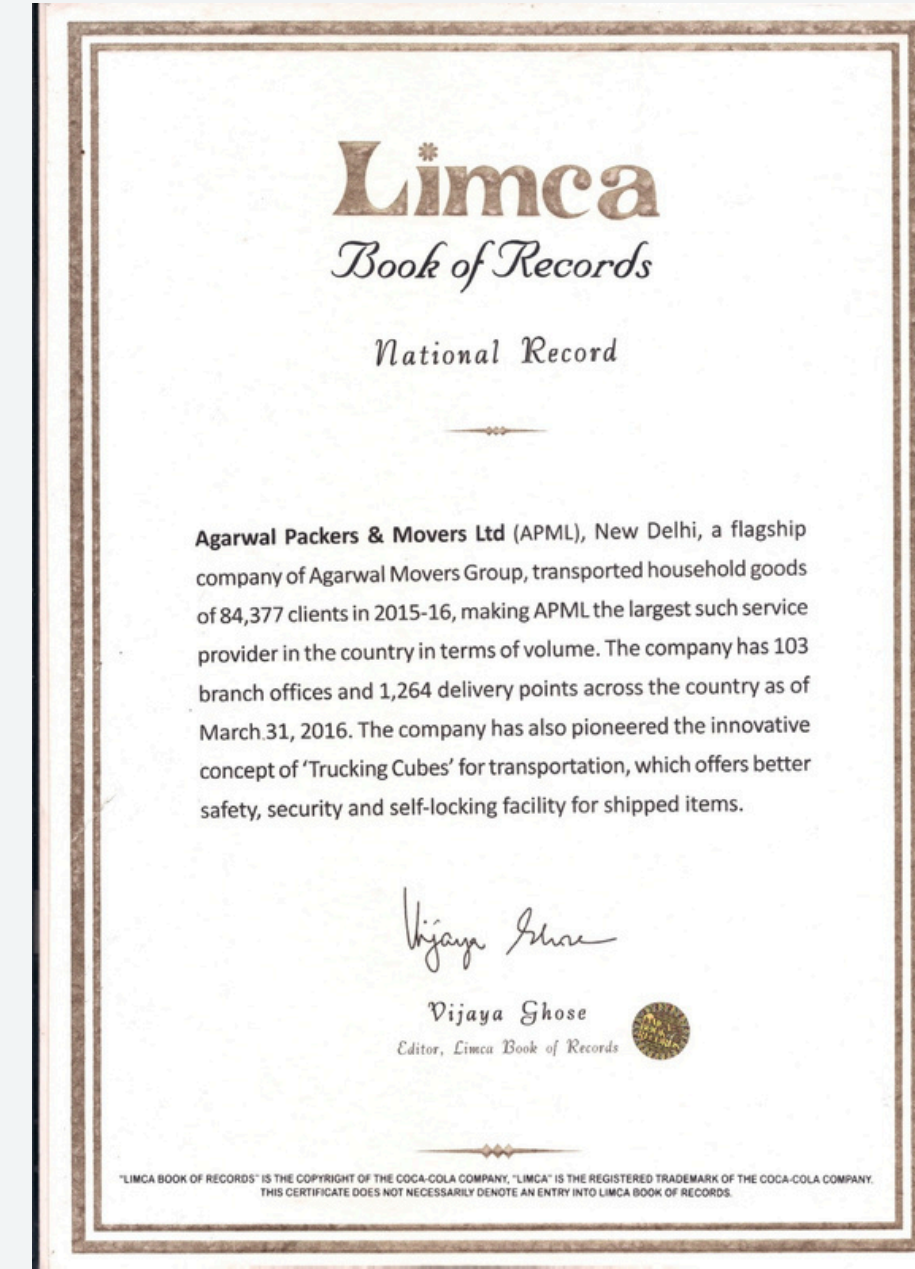 Limca
Book of Records
National Record
Agarwal Packers & Movers Ltd (APML), New Delhi, a flagship
company of Agarwal Movers Group, transported household goods
of 84,377 clients in 2015-16, making APML the largest such service
provider in the country in terms of volume. The company has 103
branch offices and 1,264 delivery points across the country as of
March 31, 2016. The company has also pioneered the innovative
concept of ‘Trucking Cubes’ for transportation, which offers better
safety, security and self-locking facility for shipped items.
Vijaya Ghose
Vijaya Ghose
Editor, Limca Book of Records
"LIMCA BOOK OF RECORDS" IS THE COPYRIGHT OF THE COCA-COLA COMPANY, "LIMCA" IS THE REGISTERED TRADEMARK OF THE COCA-COLA COMPANY.
THIS CERTIFICATE DOES NOT NECESSARILY DENOTE AN ENTRY INTO LIMCA BOOK OF RECORDS.